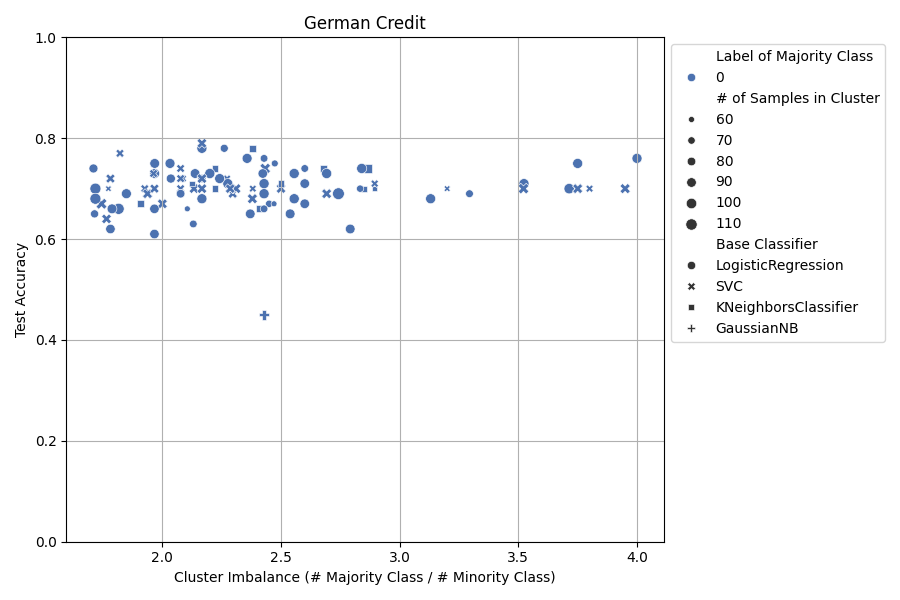 German Credit
1.0
0.8
0.6
0.4
0.2
0.0
Test Accuracy
2.0 2.5 3.0 3.5 4.0
Cluster Imbalance (# Majority Class / # Minority Class)
Label of Majority Class
0
# of Samples in Cluster
60
70
80
90
100
110
Base Classifier
LogisticRegression
SVC
KNeighborsClassifier
GaussianNB